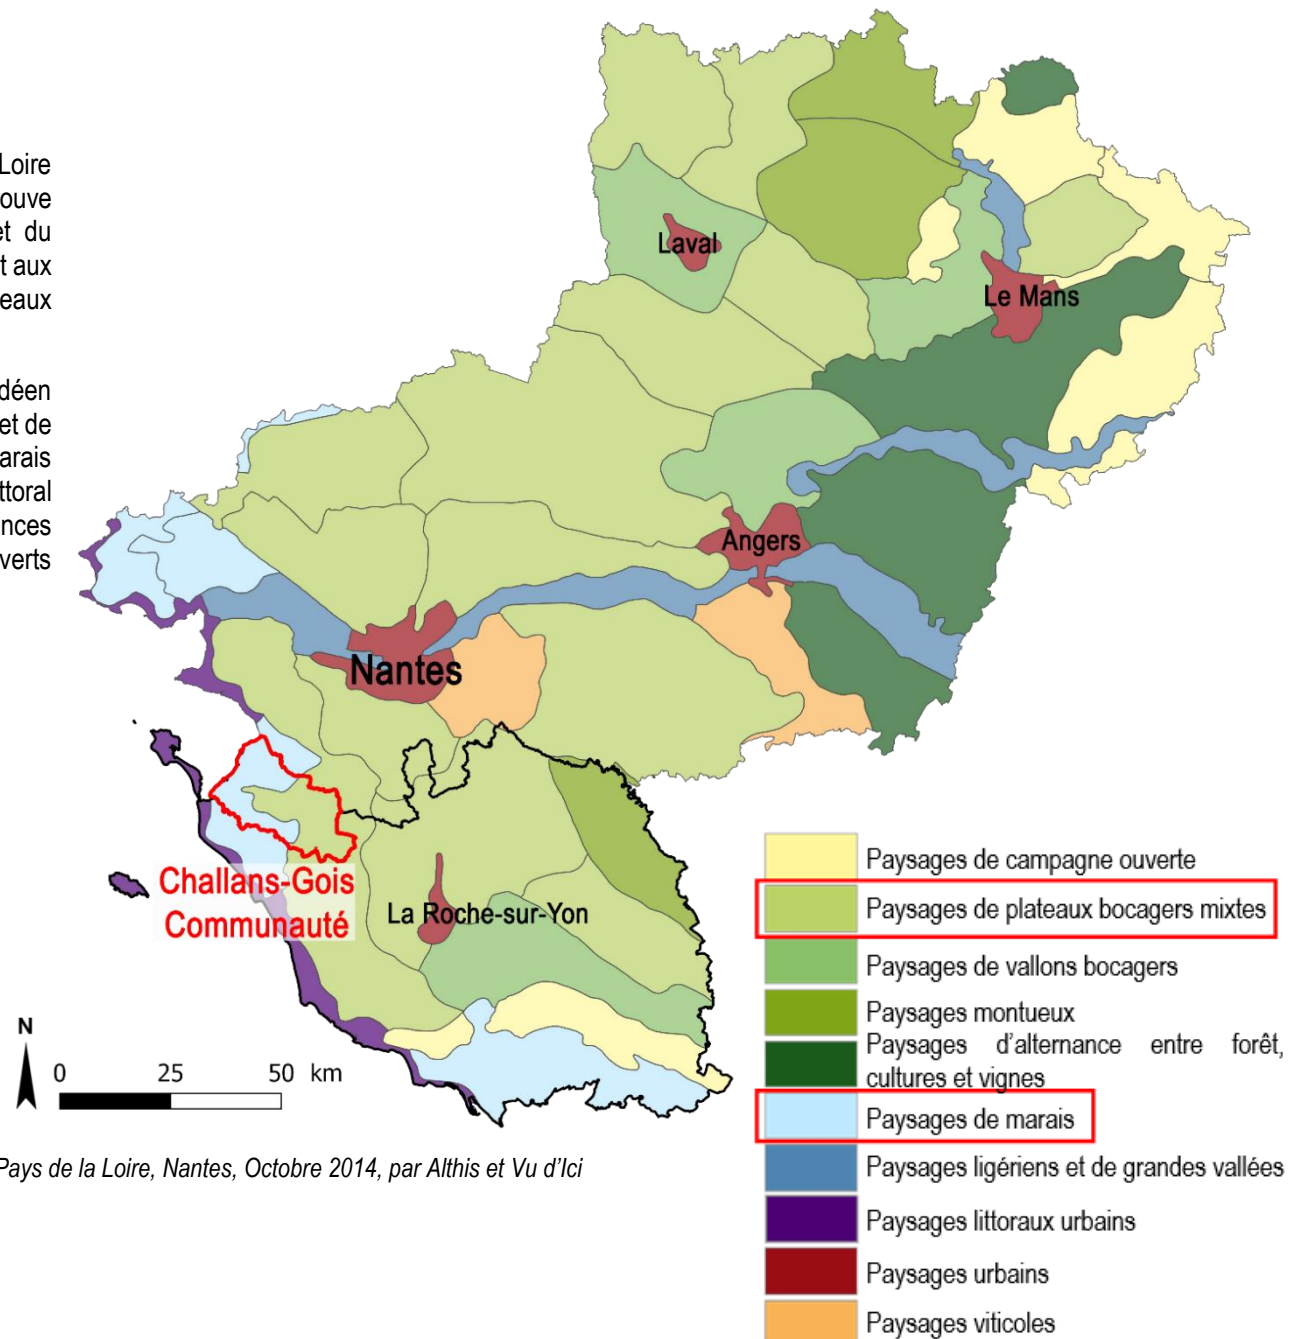 Loire
ouve
et du
t aux
eaux
déen
et de
arais
ttoral
nces
verts
Laval
Le Mans
Angers
Nantes
Challans-Gois
Communauté
La Roche-sur-Yon
N
0 25 50 km
Paysages de campagne ouverte
Paysages de plateaux bocagers mixtes
Paysages de vallons bocagers
Paysages montueux
Paysages d'alternance entre forêt,
cultures et vignes
Paysages de marais
Paysages ligériens et de grandes vallées
Paysages littoraux urbains
Paysages urbains
Paysages viticoles
Pays de la Loire, Nantes, Octobre 2014, par Althis et Vu d'Ici